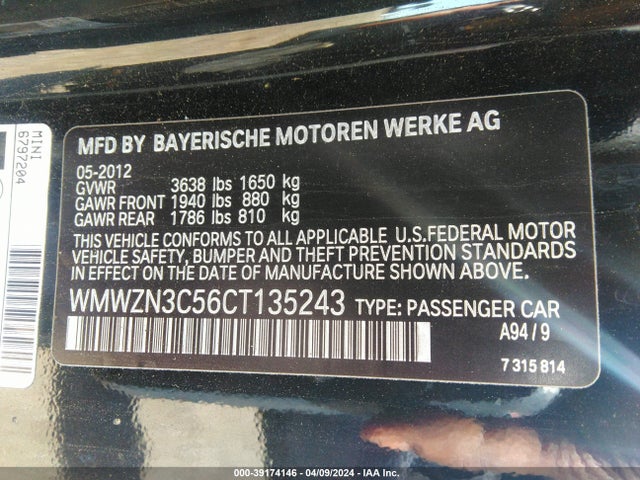 MINI
6797204
MFD BY BAYERISCHE MOTOREN WERKE AG
05-2012
GVWR 3638 lbs 1650 kg
GAWR FRONT 1940 lbs 880 kg
GAWR REAR 1786 lbs 810 kg
THIS VEHICLE CONFORMS TO ALL APPLICABLE U.S.FEDERAL MOTOR
VEHICLE SAFETY, BUMPER AND THEFT PREVENTION STANDARDS
IN EFFECT ON THE DATE OF MANUFACTURE SHOWN ABOVE.
WMWZN3C56CT135243 TYPE: PASSENGER CAR
A94/9
7 315 814
000-39174146 - 04/09/2024 - IAA Inc.